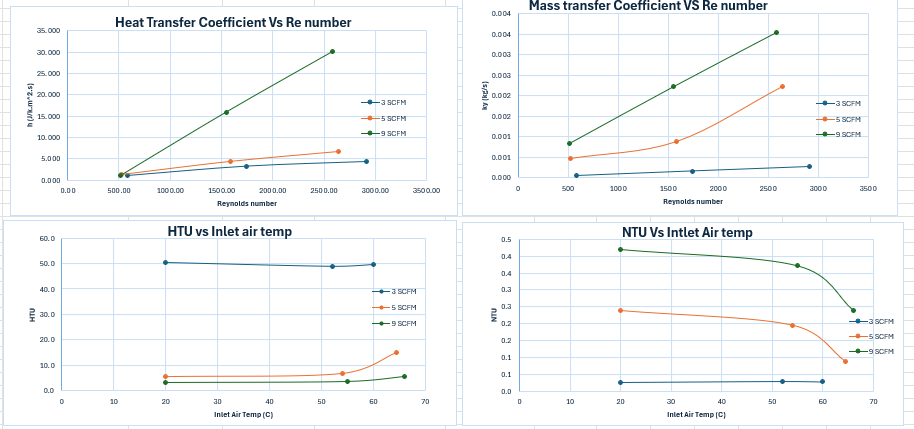 Heat Transfer Coefficient Vs Re number
35.000
30.000
25.000
20.000
15.000
10.000
5.000
0.000
h (J/k.m^2.s)
0.00 500.00 1000.00 1500.00 2000.00 2500.00 3000.00 3500.00
Reynolds number
3 SCFM
5 SCFM
9 SCFM
Mass transfer Coefficient VS Re number
0.004
0.004
0.003
0.003
0.002
0.002
0.001
0.001
0.000
ky (kg/s)
0 500 1000 1500 2000 2500 3000 3500
Reynolds number
3 SCFM
5 SCFM
9 SCFM
HTU vs Inlet air temp
60.0
50.0
40.0
30.0
20.0
10.0
0.0
HTU
0 10 20 30 40 50 60 70
Inlet Air Temp (C)
3 SCFM
5 SCFM
9 SCFM
NTU Vs Intlet Air temp
0.5
0.4
0.4
0.3
0.3
0.2
0.2
0.1
0.1
0.0
NTU
0 10 20 30 40 50 60 70
Inlet Air Temp (C)
3 SCFM
5 SCFM
9 SCFM